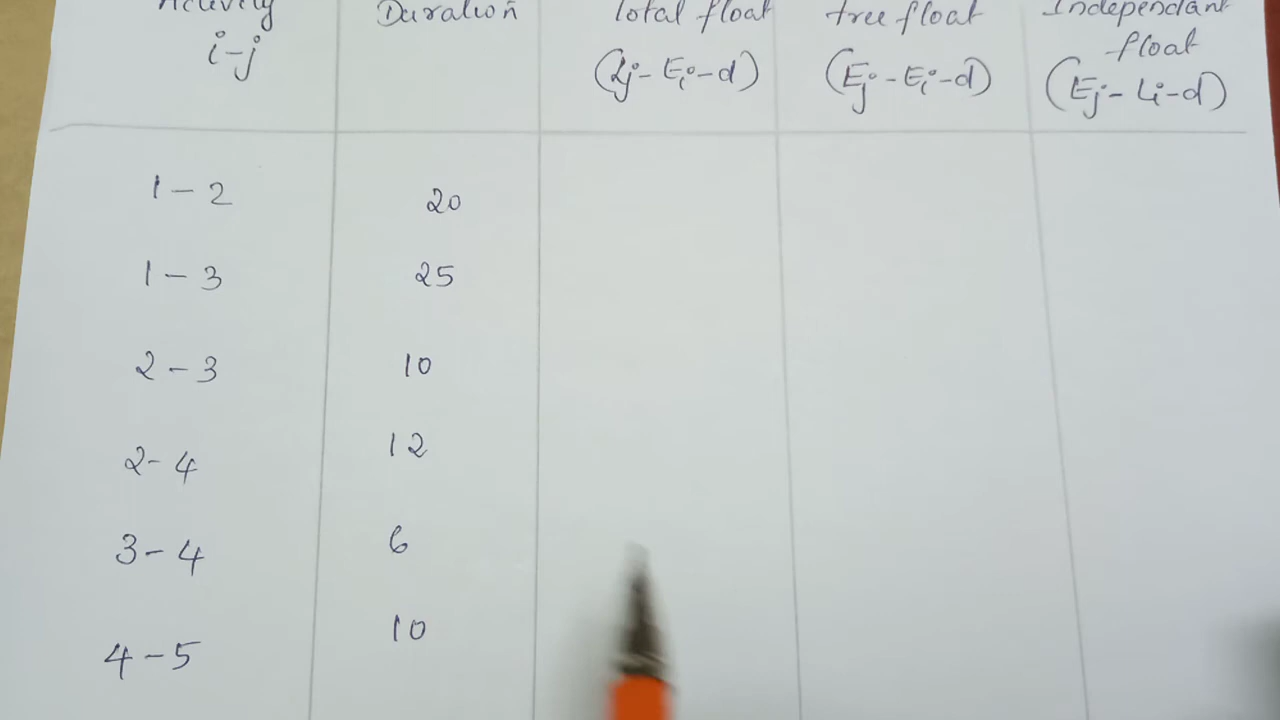 Activity Duration Total float free float Independant
i-j (Lj - Ei - d) (Ej - Ei - d) float
(Ej - Li - d)
1 - 2 20
1 - 3 25
2 - 3 10
2 - 4 12
3 - 4 6
4 - 5 10